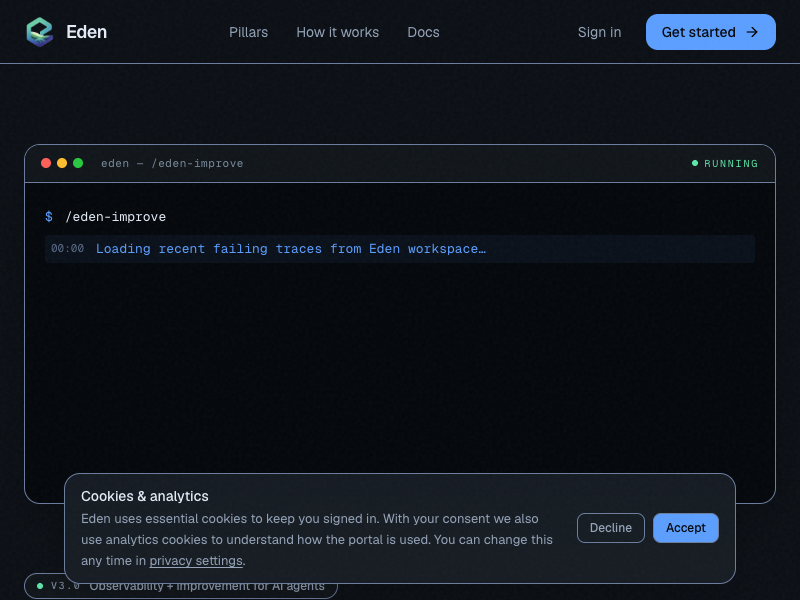 Eden
Pillars
How it works
Docs
Sign in
Get started →
eden — /eden-improve
RUNNING
$ /eden-improve
00:00 Loading recent failing traces from Eden workspace…
Cookies & analytics
Eden uses essential cookies to keep you signed in. With your consent we also
use analytics cookies to understand how the portal is used. You can change this
any time in privacy settings.
Decline
Accept
V3.0 Observability + Improvement for AI agents